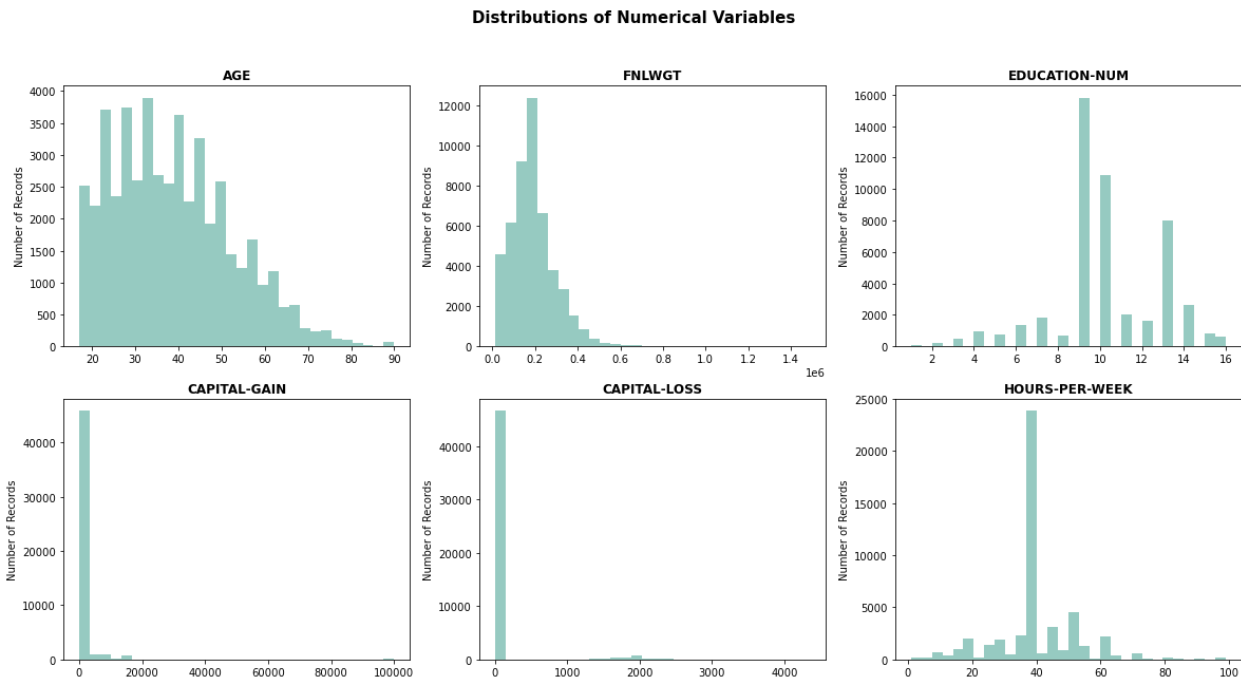 Distributions of Numerical Variables
AGE
Number of Records
4000
3500
3000
2500
2000
1500
1000
500
0
20 30 40 50 60 70 80 90
FNLWGT
Number of Records
12000
10000
8000
6000
4000
2000
0
0.0 0.2 0.4 0.6 0.8 1.0 1.2 1.4
1e6
EDUCATION-NUM
Number of Records
16000
14000
12000
10000
8000
6000
4000
2000
0
2 4 6 8 10 12 14 16
CAPITAL-GAIN
Number of Records
40000
30000
20000
10000
0
0 20000 40000 60000 80000 100000
CAPITAL-LOSS
Number of Records
40000
30000
20000
10000
0
0 1000 2000 3000 4000
HOURS-PER-WEEK
Number of Records
25000
20000
15000
10000
5000
0
0 20 40 60 80 100